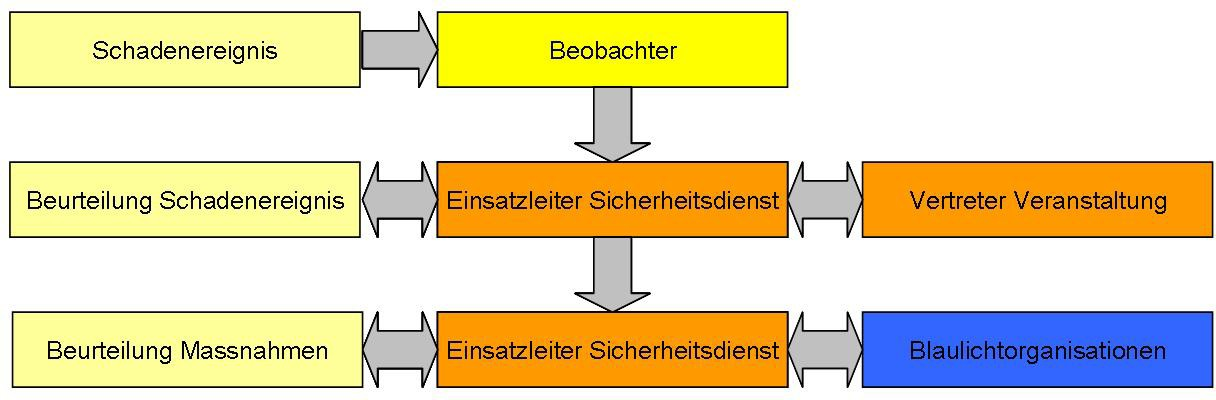 Schadenereignis
Beobachter
Beurteilung Schadenereignis
Einsatzleiter Sicherheitsdienst
Vertreter Veranstaltung
Beurteilung Massnahmen
Einsatzleiter Sicherheitsdienst
Blaulichtorganisationen